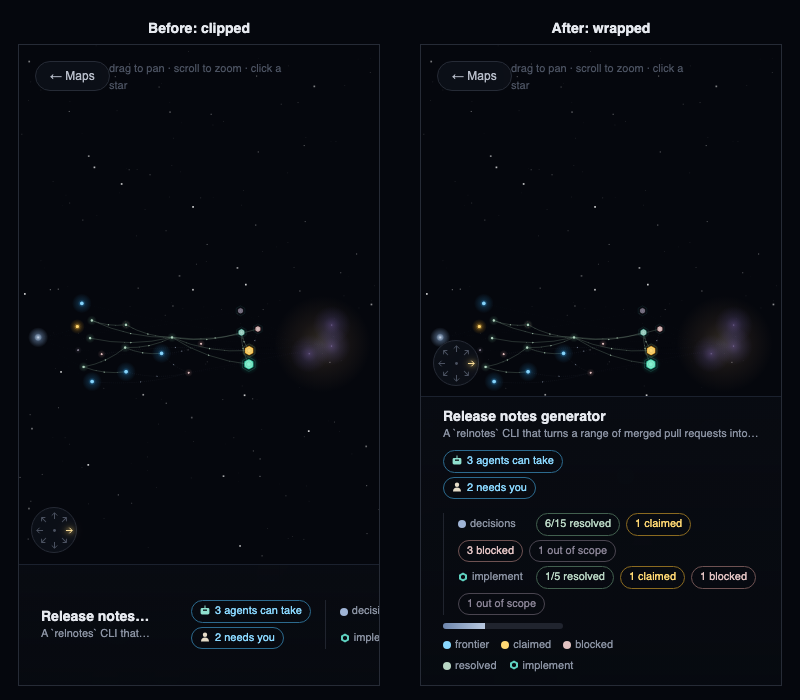 Before: clipped
← Maps
drag to pan · scroll to zoom · click a
star
Release notes…
A `relnotes` CLI that…
3 agents can take
2 needs you
decisi
imple
After: wrapped
← Maps
drag to pan · scroll to zoom · click a
star
Release notes generator
A `relnotes` CLI that turns a range of merged pull requests into…
3 agents can take
2 needs you
decisions 6/15 resolved 1 claimed
3 blocked 1 out of scope
implement 1/5 resolved 1 claimed 1 blocked
1 out of scope
frontier claimed blocked
resolved implement